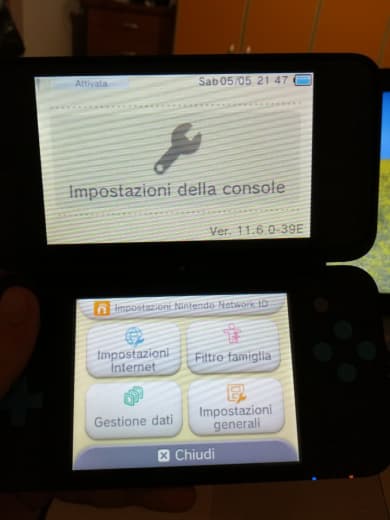 Attivata
Sab 05/05 21 47
Impostazioni della console
Ver. 11.6.0-39E
Impostazioni Nintendo Network ID
Impostazioni
Internet
Filtro famiglia
Gestione dati
Impostazioni
generali
Chiudi